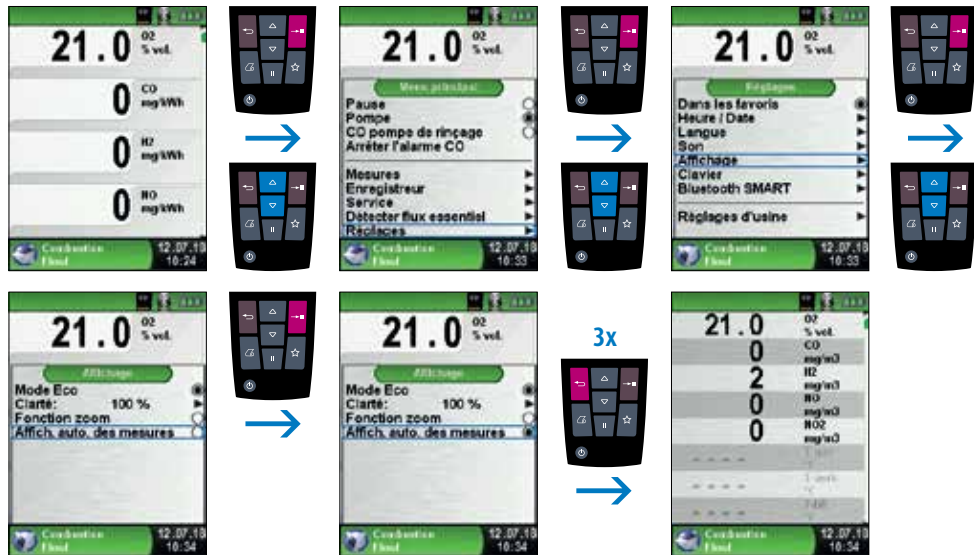 21.0 O2 % vol.
0 CO mg/kWh
0 H2 mg/kWh
0 NO mg/kWh
Combustion 12.07.18
Fioul 10:24
21.0 O2 % vol.
Menu principal
Pause
Pompe
CO pompe de rinçage
Arrêter l'alarme CO
Mesures
Enregistreur
Service
Détecter flux essentiel
Réglages
Combustion 12.07.18
Fioul 10:33
21.0 O2 % vol.
Réglages
Dans les favoris
Heure / Date
Langue
Son
Affichage
Clavier
Bluetooth SMART
Réglages d'usine
Combustion 12.07.18
Fioul 10:33
21.0 O2 % vol.
Affichage
Mode Eco
Clarté: 100 %
Fonction zoom
Affich. auto. des mesures
Combustion 12.07.18
Fioul 10:34
21.0 O2 % vol.
Affichage
Mode Eco
Clarté: 100 %
Fonction zoom
Affich. auto. des mesures
Combustion 12.07.18
Fioul 10:34
3x
21.0 O2 % vol.
0 CO mg/m3
2 H2 mg/m3
0 NO mg/m3
0 NO2 mg/m3
- - - -
- - - -
- - - -
Combustion 12.07.18
Fioul 10:34